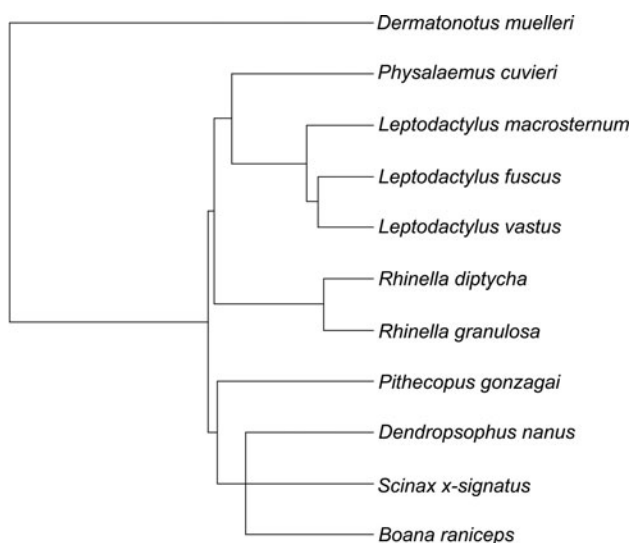 Dermatonotus muelleri
Physalaemus cuvieri
Leptodactylus macrosternum
Leptodactylus fuscus
Leptodactylus vastus
Rhinella diptycha
Rhinella granulosa
Pithecopus gonzagai
Dendropsophus nanus
Scinax x-signatus
Boana raniceps